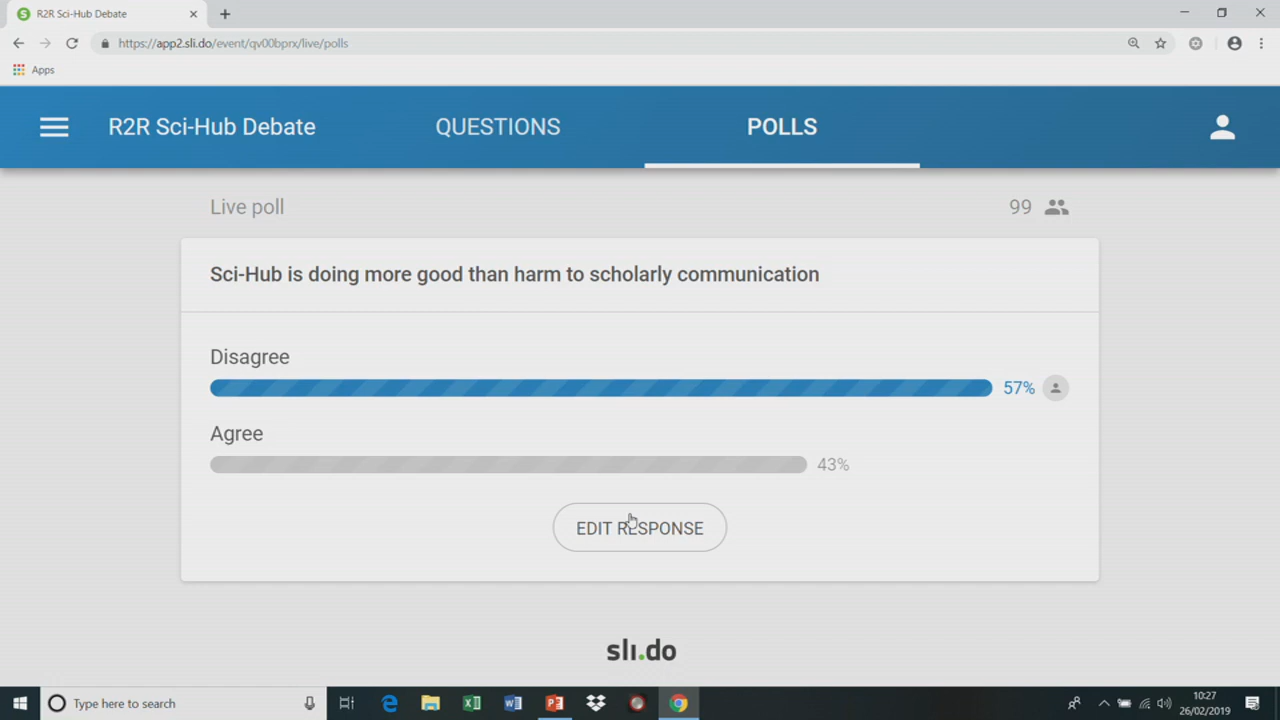 R2R Sci-Hub Debate
https://app2.sli.do/event/qv00bprx/live/polls
Apps
R2R Sci-Hub Debate QUESTIONS POLLS
Live poll 99
Sci-Hub is doing more good than harm to scholarly communication
Disagree
57%
Agree
43%
EDIT RESPONSE
sli.do
Type here to search
10:27
26/02/2019